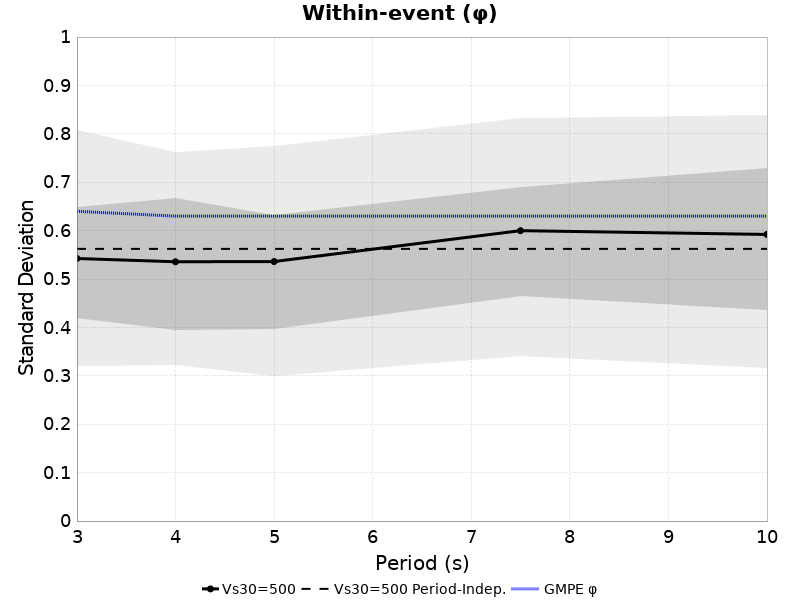 Within-event (φ)
Standard Deviation
1
0.9
0.8
0.7
0.6
0.5
0.4
0.3
0.2
0.1
0
3 4 5 6 7 8 9 10
Period (s)
Vs30=500 Vs30=500 Period-Indep. GMPE φ